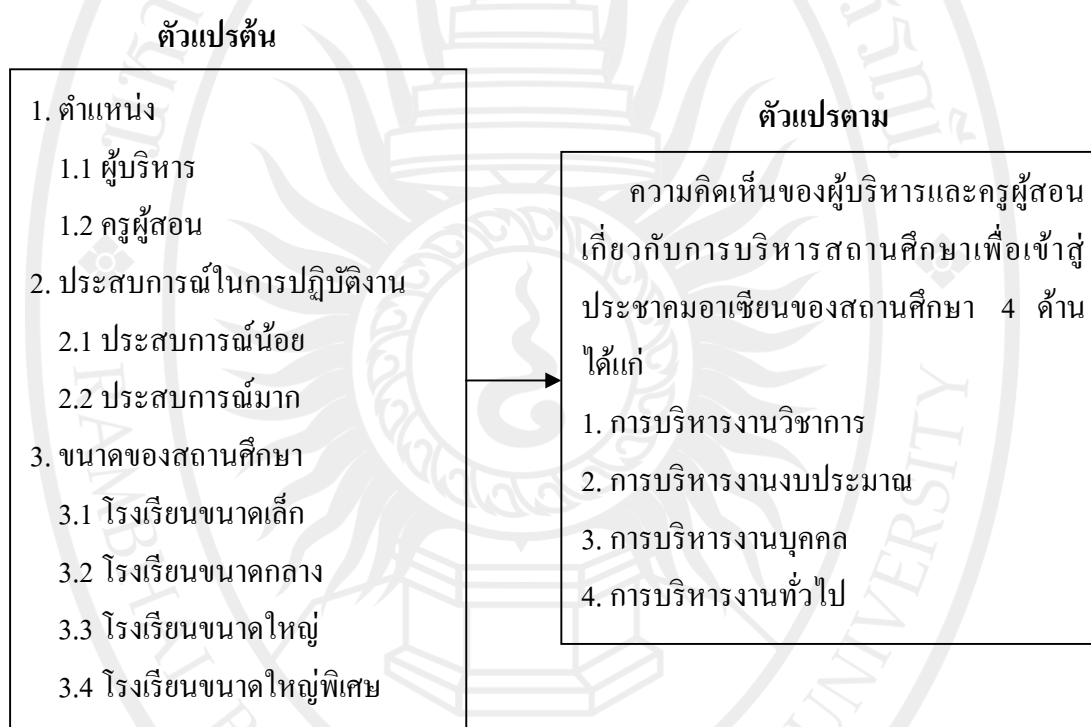 ตัวแปรต้น
1. ตำแหน่ง
1.1 ผู้บริหาร
1.2 ครูผู้สอน
2. ประสบการณ์ในการปฏิบัติงาน
2.1 ประสบการณ์น้อย
2.2 ประสบการณ์มาก
3. ขนาดของสถานศึกษา
3.1 โรงเรียนขนาดเล็ก
3.2 โรงเรียนขนาดกลาง
3.3 โรงเรียนขนาดใหญ่
3.4 โรงเรียนขนาดใหญ่พิเศษ
ตัวแปรตาม
ความคิดเห็นของผู้บริหารและครูผู้สอน
เกี่ยวกับการบริหารสถานศึกษาเพื่อเข้าสู่
ประชาคมอาเซียนของสถานศึกษา 4 ด้าน
ได้แก่
1. การบริหารงานวิชาการ
2. การบริหารงานงบประมาณ
3. การบริหารงานบุคคล
4. การบริหารงานทั่วไป